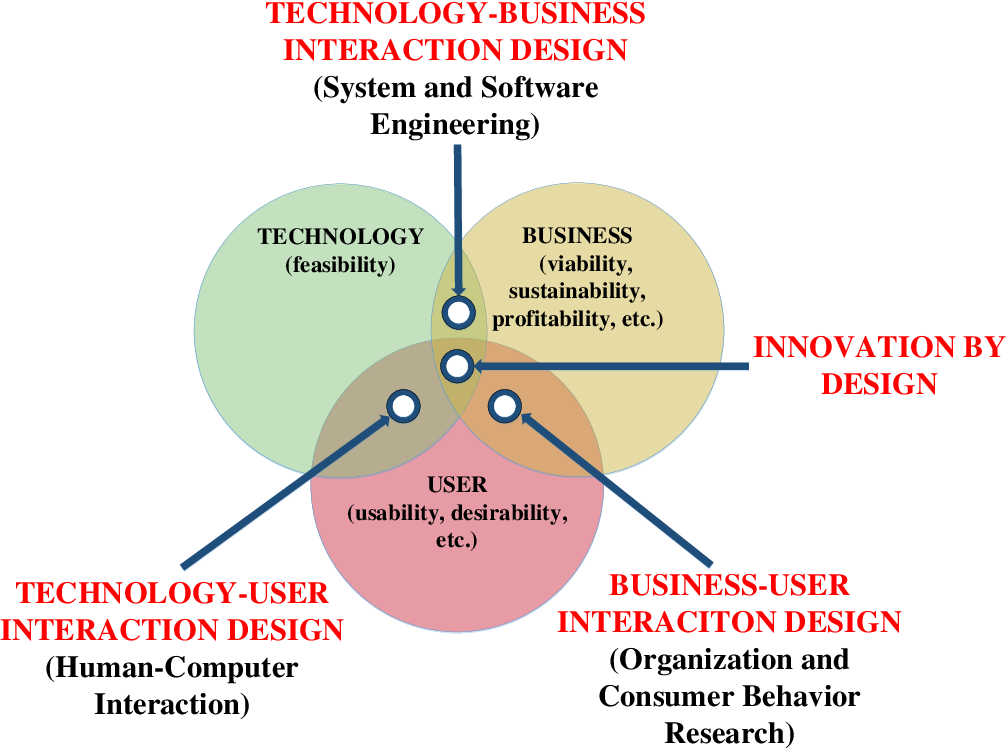 TECHNOLOGY-BUSINESS
INTERACTION DESIGN
(System and Software
Engineering)
TECHNOLOGY
(feasibility)
BUSINESS
(viability,
sustainability,
profitability, etc.)
INNOVATION BY
DESIGN
USER
(usability, desirability,
etc.)
TECHNOLOGY-USER
INTERACTION DESIGN
(Human-Computer
Interaction)
BUSINESS-USER
INTERACITON DESIGN
(Organization and
Consumer Behavior
Research)